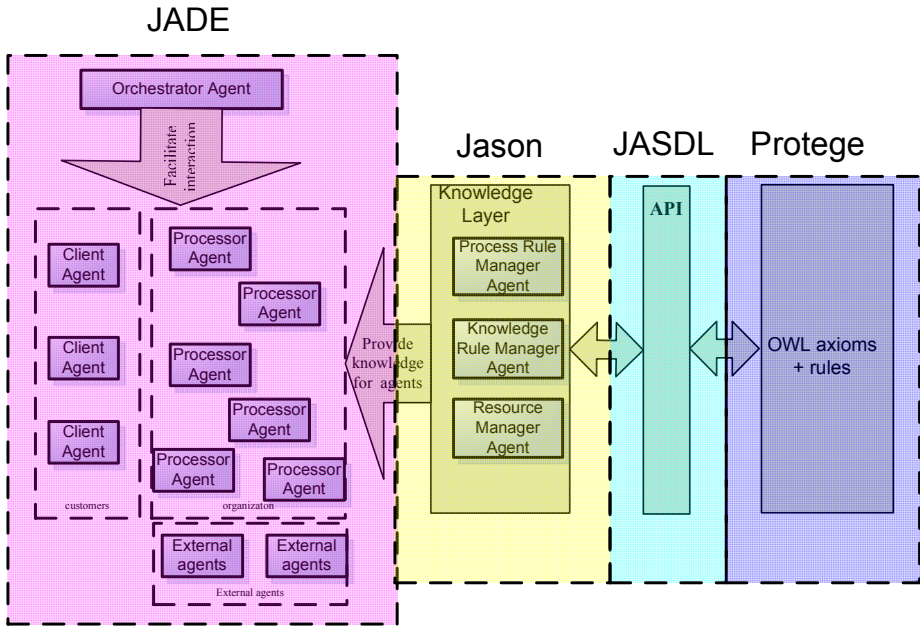 JADE
Orchestrator Agent
Facilitate
interaction
Client
Agent
Client
Agent
Client
Agent
customers
Processor
Agent
Processor
Agent
Processor
Agent
Processor
Agent
Processor
Agent
Processor
Agent
organizaton
External
agents
External
agents
External agents
Provide
knowledge
for agents
Jason
Knowledge
Layer
Process Rule
Manager
Agent
Knowledge
Rule Manager
Agent
Resource
Manager
Agent
JASDL
API
Protege
OWL axioms
+ rules